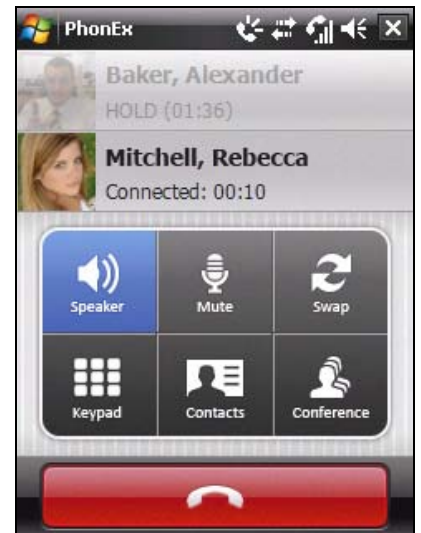 PhonEx
Baker, Alexander
HOLD (01:36)
Mitchell, Rebecca
Connected: 00:10
Speaker Mute Swap
Keypad Contacts Conference